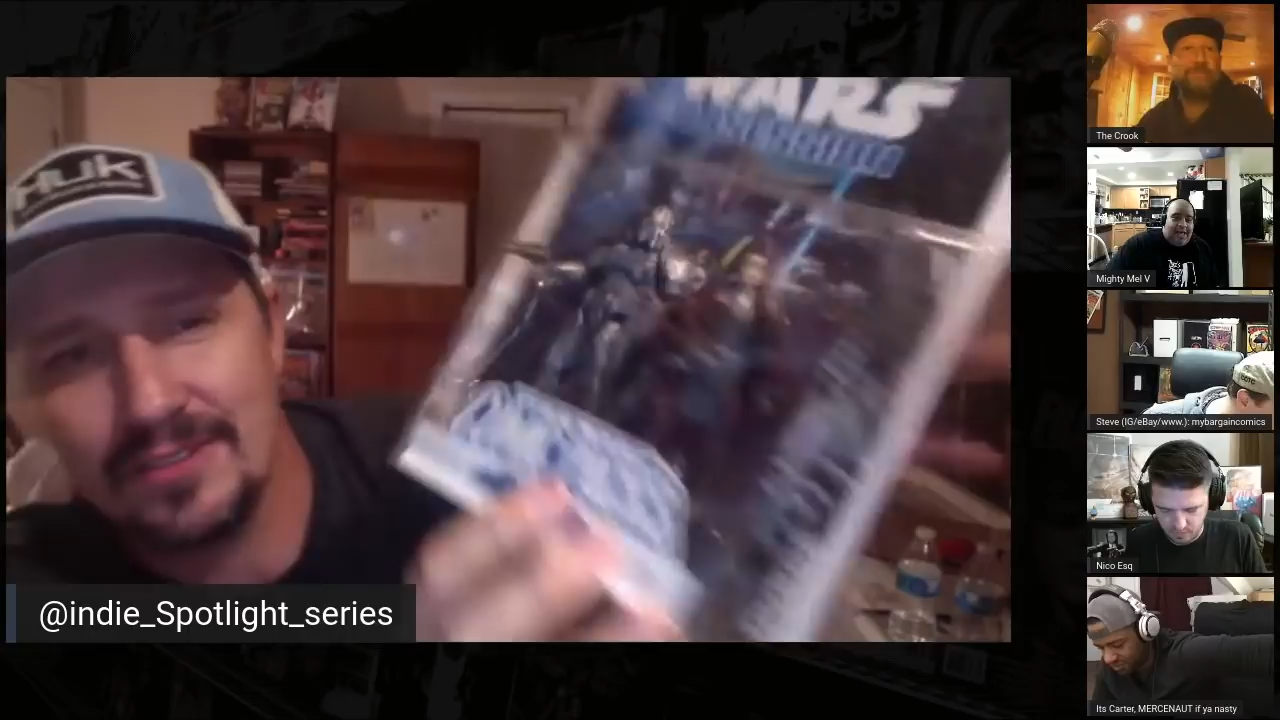 Huk
WARS
@indie_Spotlight_series
The Crook
Mighty Mel V
Steve (IG/eBay/www.): mybargaincomics
Nico Esq
Its Carter, MERCENAUT if ya nasty